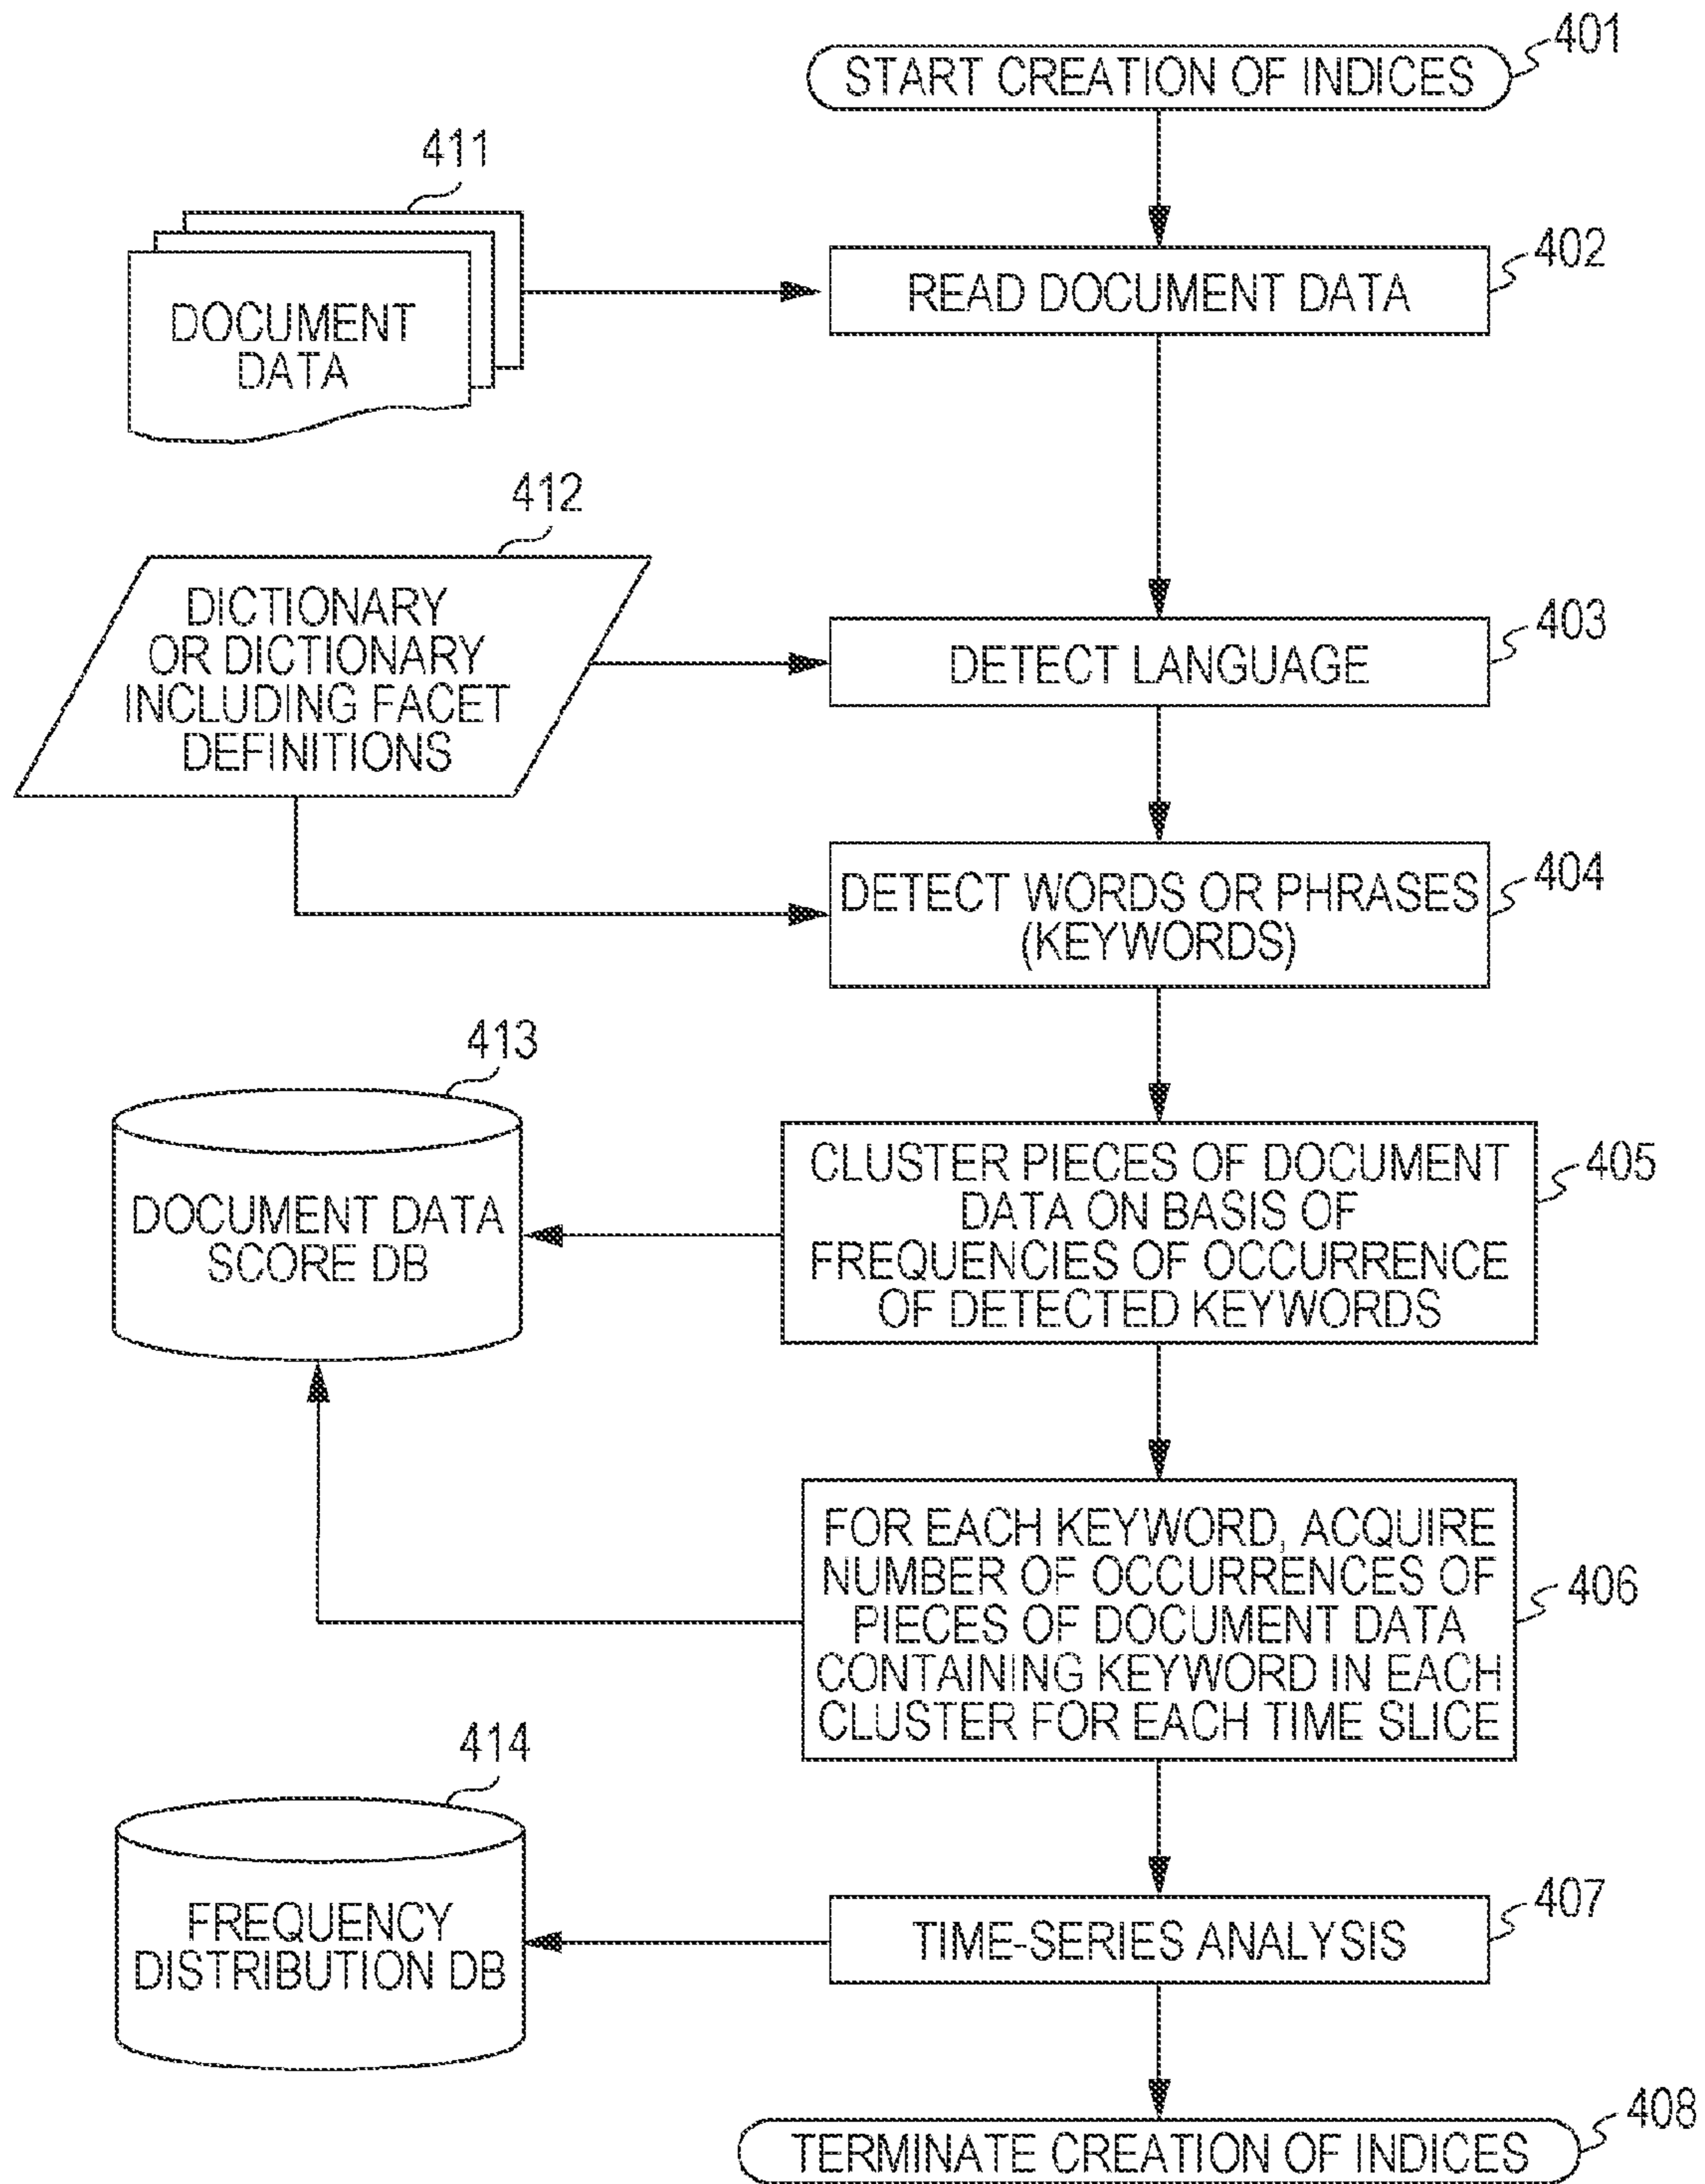 401
START CREATION OF INDICES
411
DOCUMENT
DATA
402
READ DOCUMENT DATA
412
DICTIONARY
OR DICTIONARY
INCLUDING FACET
DEFINITIONS
403
DETECT LANGUAGE
404
DETECT WORDS OR PHRASES
(KEYWORDS)
413
DOCUMENT DATA
SCORE DB
405
CLUSTER PIECES OF DOCUMENT
DATA ON BASIS OF
FREQUENCIES OF OCCURRENCE
OF DETECTED KEYWORDS
406
FOR EACH KEYWORD, ACQUIRE
NUMBER OF OCCURRENCES OF
PIECES OF DOCUMENT DATA
CONTAINING KEYWORD IN EACH
CLUSTER FOR EACH TIME SLICE
414
FREQUENCY
DISTRIBUTION DB
407
TIME-SERIES ANALYSIS
408
TERMINATE CREATION OF INDICES